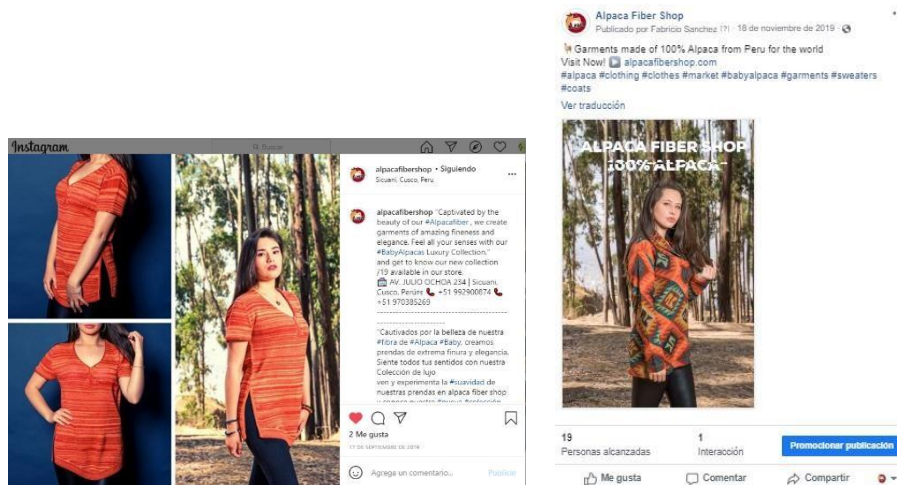 Instagram
Buscar
alpacafibershop • Siguiendo
Sicuani, Cusco, Peru
alpacafibershop "Captivated by the
beauty of our #Alpacafiber, we create
garments of amazing fineness and
elegance. Feel all your senses with our
#BabyAlpacas Luxury Collection."
and get to know our new collection
/19 available in our store.
AV. JULIO OCHOA 234 | Sicuani,
Cusco, Perú +51 992900874
+51 970385269
"Cautivados por la belleza de nuestra
#fibra de #Alpaca #Baby, creamos
prendas de extrema finura y elegancia.
Siente todos tus sentidos con nuestra
Colección de lujo
ven y experimenta la #suavidad de
nuestras prendas en alpaca fiber shop
2 Me gusta
17 DE SEPTIEMBRE DE 2019
Agrega un comentario... Publicar
Alpaca Fiber Shop
Publicado por Fabricio Sanchez [?] · 16 de noviembre de 2019 ·
Garments made of 100% Alpaca from Peru for the world
Visit Now! alpacafibershop.com
#alpaca #clothing #clothes #market #babyalpaca #garments #sweaters
#coats
Ver traducción
ALPACA FIBER SHOP
100% ALPACA
19 1
Personas alcanzadas Interacción
Promocionar publicación
Me gusta Comentar Compartir